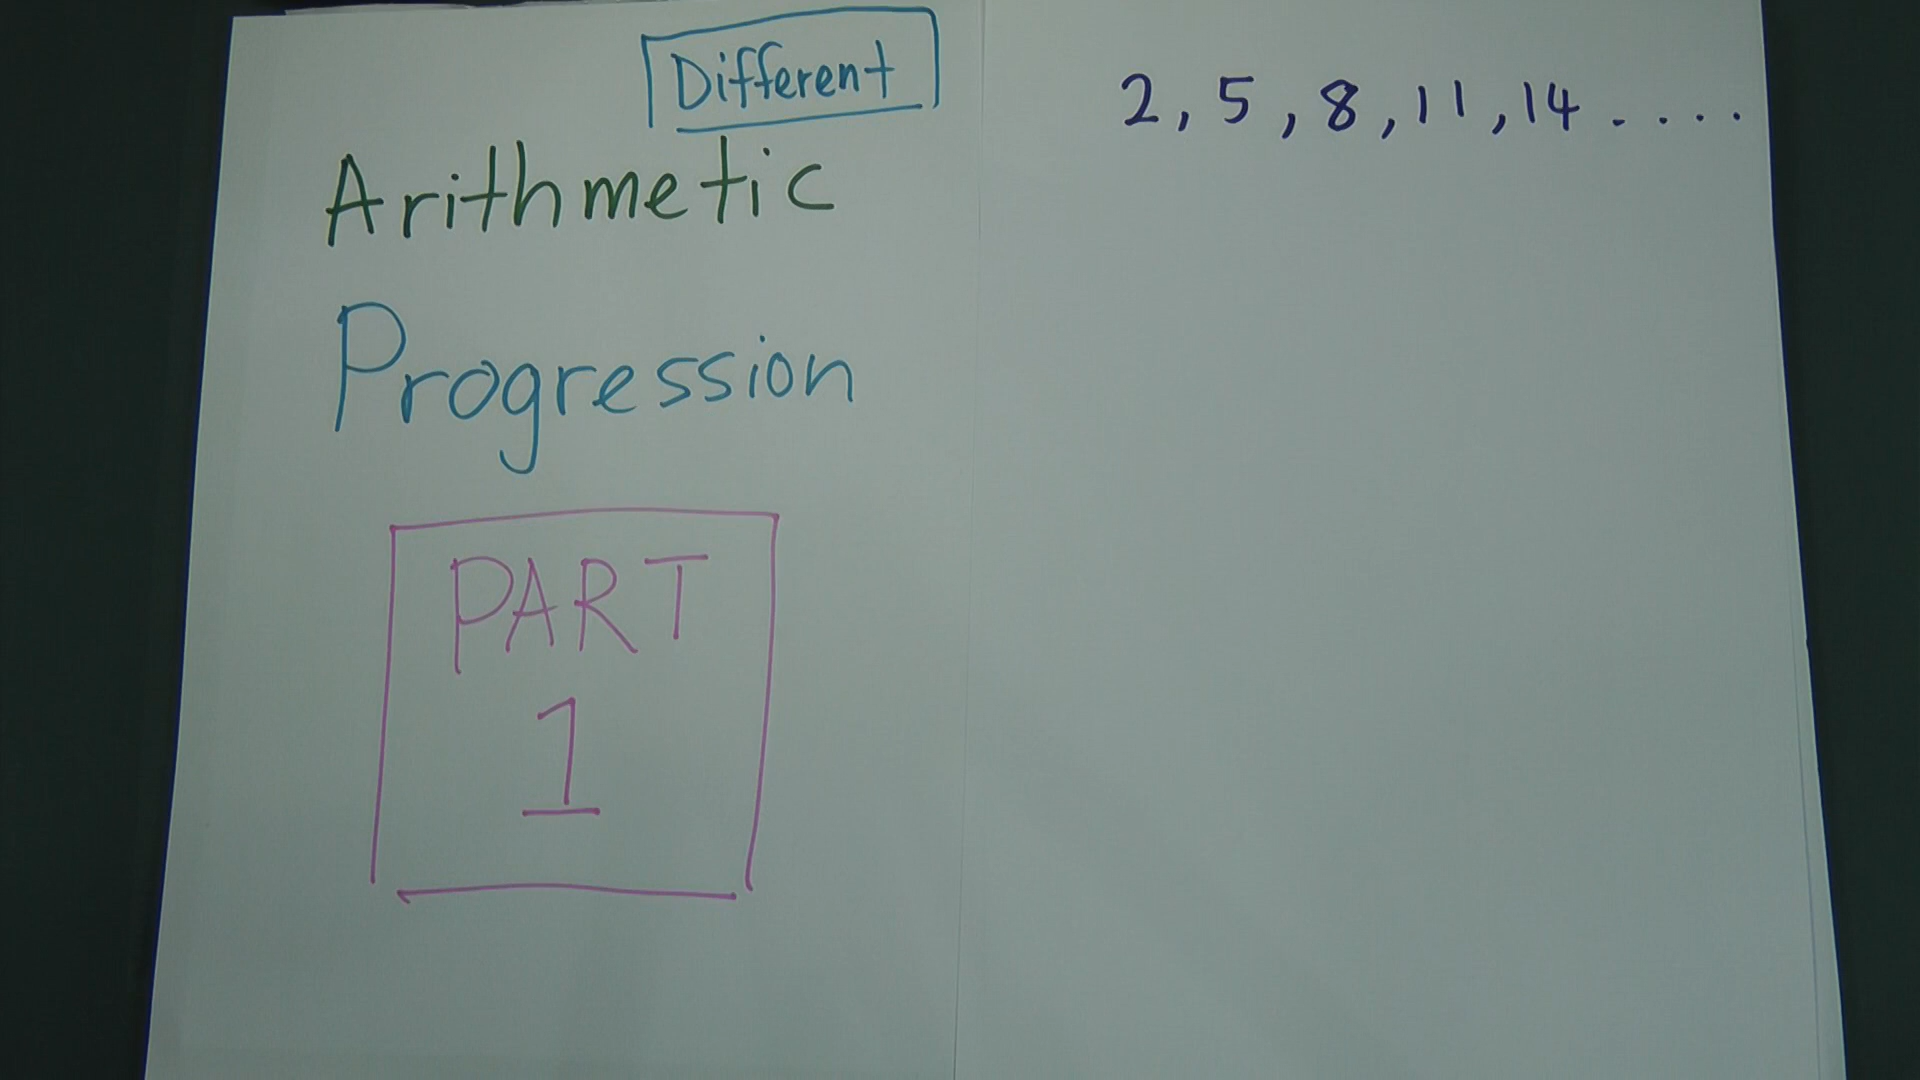 Different
Arithmetic
Progression
PART
1
2, 5, 8, 11, 14 . . . .